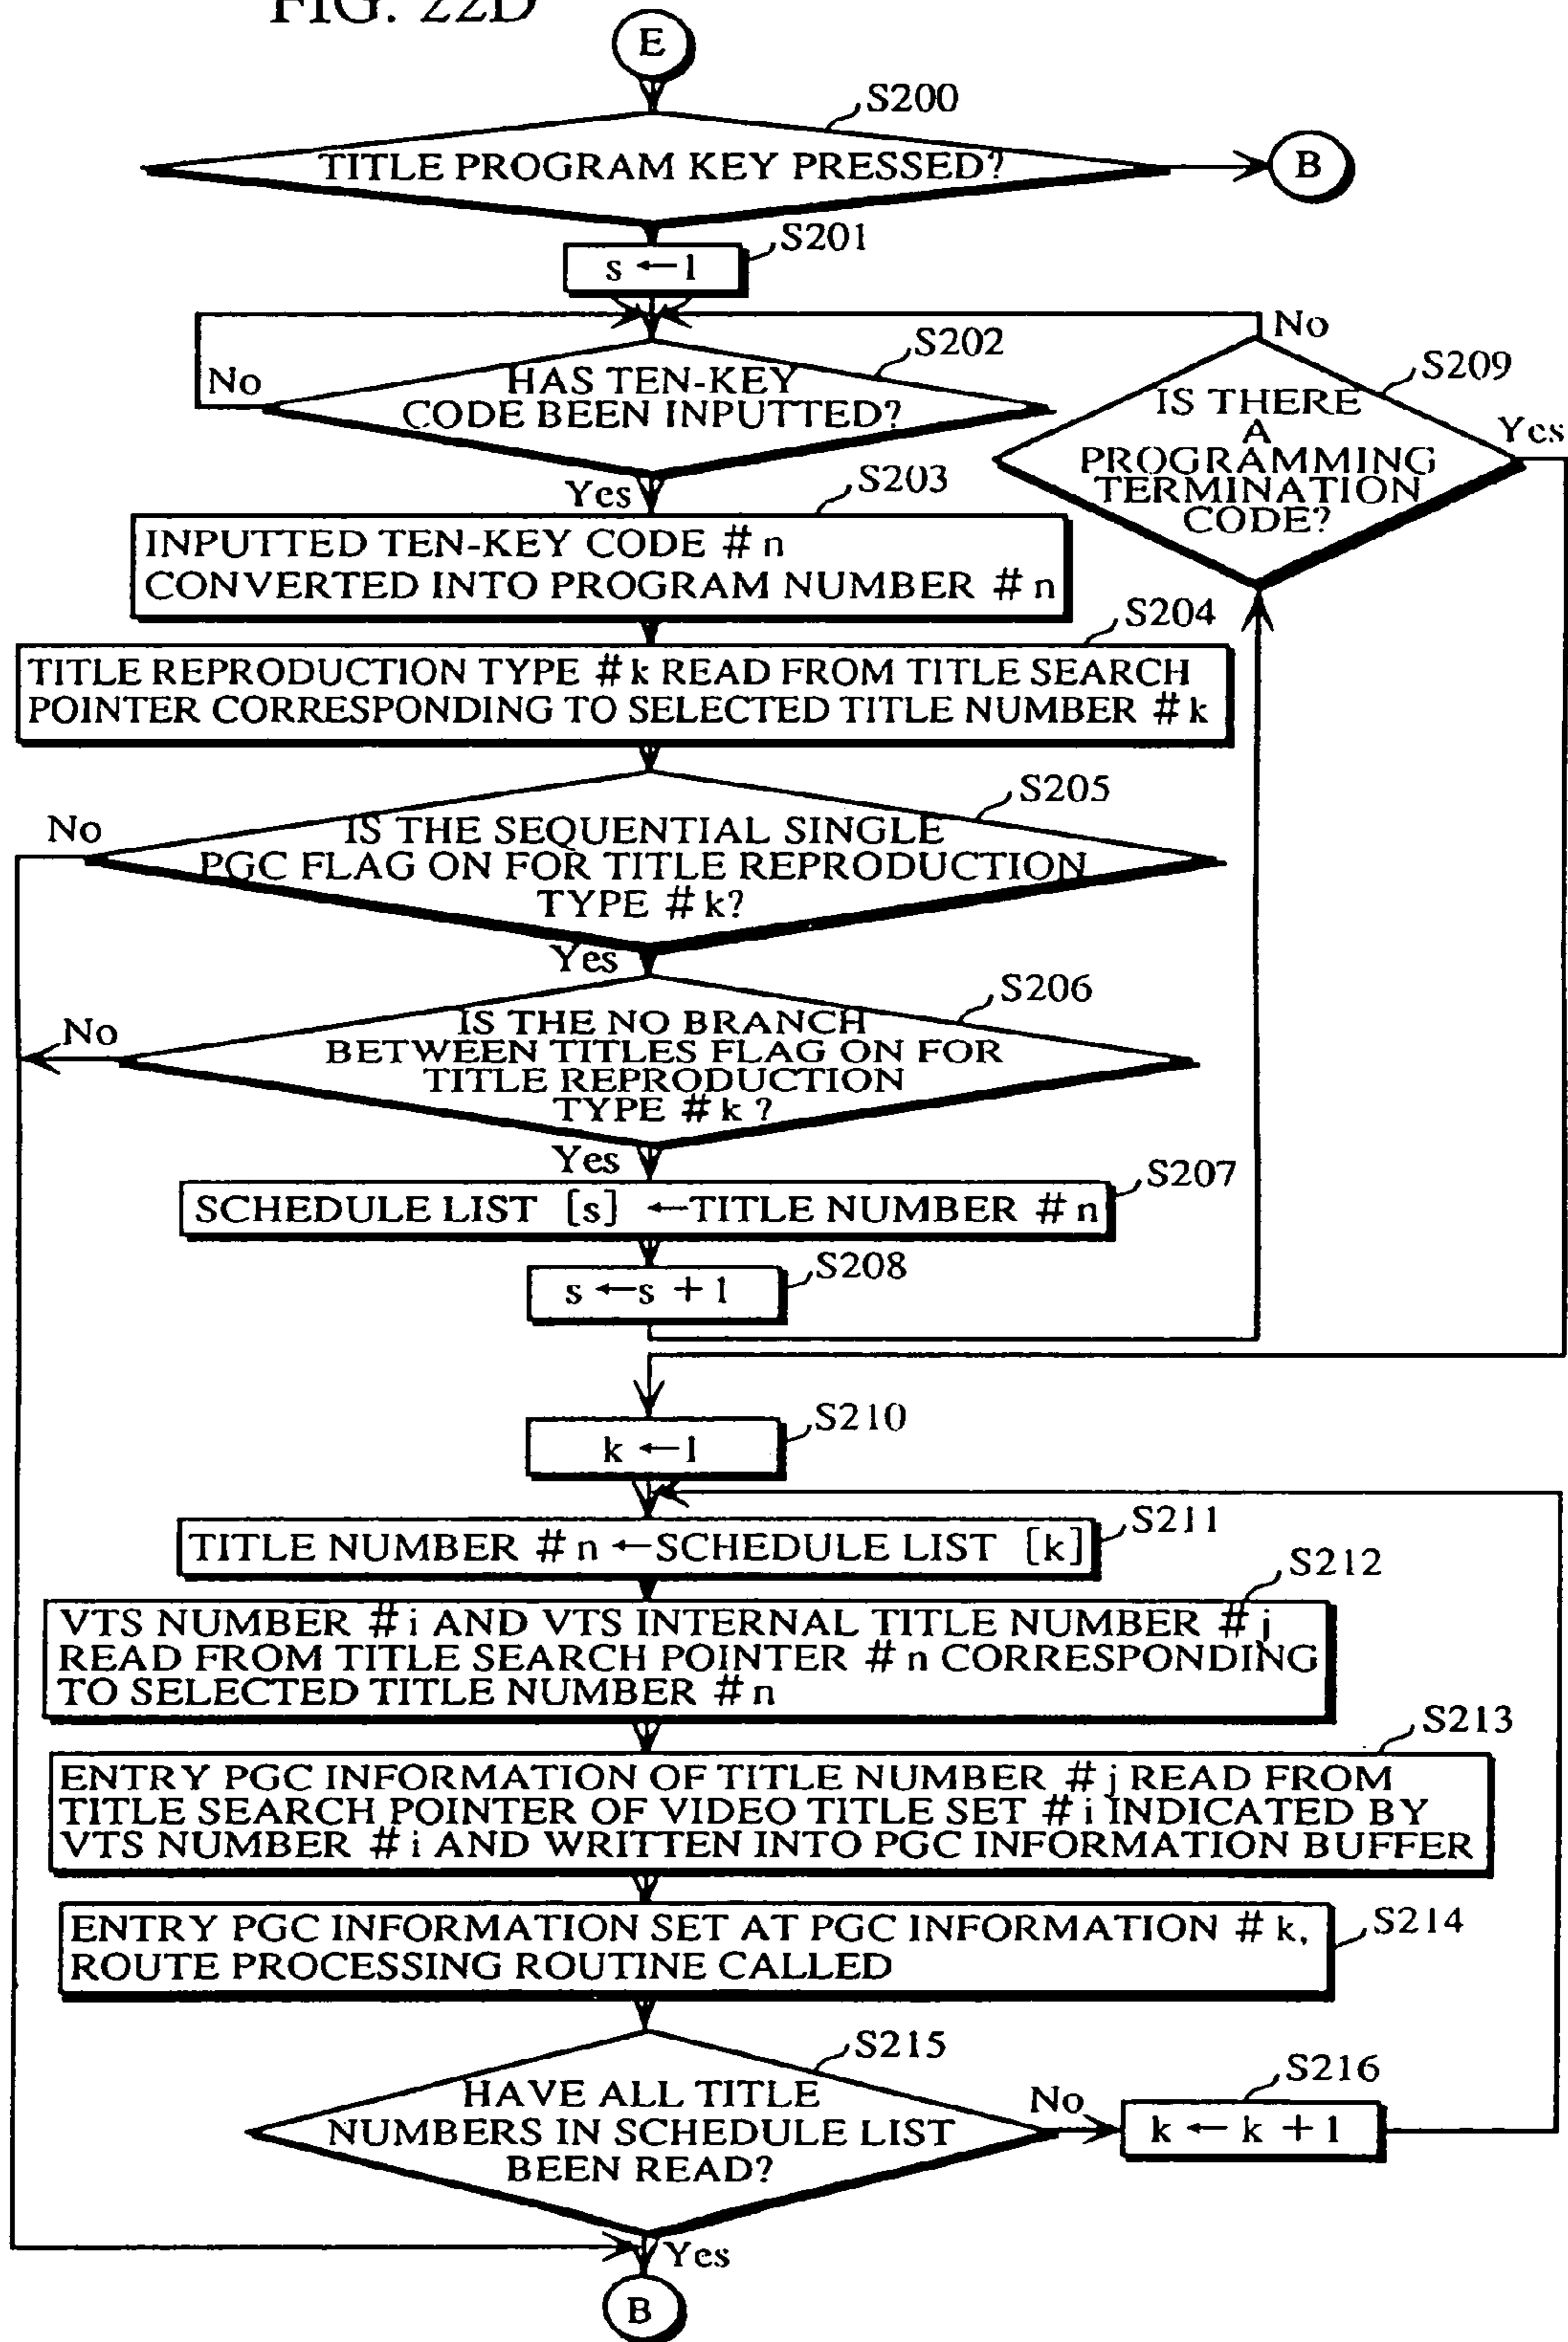 FIG. 22D
E
S200
TITLE PROGRAM KEY PRESSED?
B
S201
s ← 1
No
S202
HAS TEN-KEY
CODE BEEN INPUTTED?
No
S209
IS THERE
A
PROGRAMMING
TERMINATION
CODE?
Yes
Yes
S203
INPUTTED TEN-KEY CODE #n
CONVERTED INTO PROGRAM NUMBER #n
S204
TITLE REPRODUCTION TYPE #k READ FROM TITLE SEARCH
POINTER CORRESPONDING TO SELECTED TITLE NUMBER #k
S205
No
IS THE SEQUENTIAL SINGLE
PGC FLAG ON FOR TITLE REPRODUCTION
TYPE #k?
Yes
S206
No
IS THE NO BRANCH
BETWEEN TITLES FLAG ON FOR
TITLE REPRODUCTION
TYPE #k ?
Yes
S207
SCHEDULE LIST [s] ←TITLE NUMBER #n
S208
s ←s + 1
S210
k ←1
S211
TITLE NUMBER #n ←SCHEDULE LIST [k]
S212
VTS NUMBER #i AND VTS INTERNAL TITLE NUMBER #j
READ FROM TITLE SEARCH POINTER #n CORRESPONDING
TO SELECTED TITLE NUMBER #n
S213
ENTRY PGC INFORMATION OF TITLE NUMBER #j READ FROM
TITLE SEARCH POINTER OF VIDEO TITLE SET #i INDICATED BY
VTS NUMBER #i AND WRITTEN INTO PGC INFORMATION BUFFER
S214
ENTRY PGC INFORMATION SET AT PGC INFORMATION #k,
ROUTE PROCESSING ROUTINE CALLED
S215
HAVE ALL TITLE
NUMBERS IN SCHEDULE LIST
BEEN READ?
No
S216
k ← k + 1
Yes
B